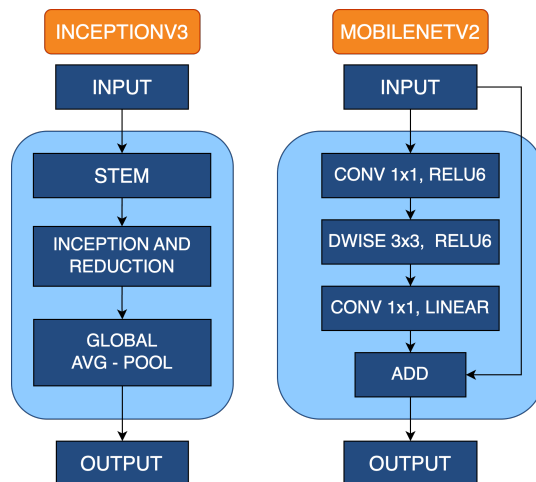 INCEPTIONV3
INPUT
STEM
INCEPTION AND
REDUCTION
GLOBAL
AVG - POOL
OUTPUT
MOBILENETV2
INPUT
CONV 1x1, RELU6
DWISE 3x3, RELU6
CONV 1x1, LINEAR
ADD
OUTPUT